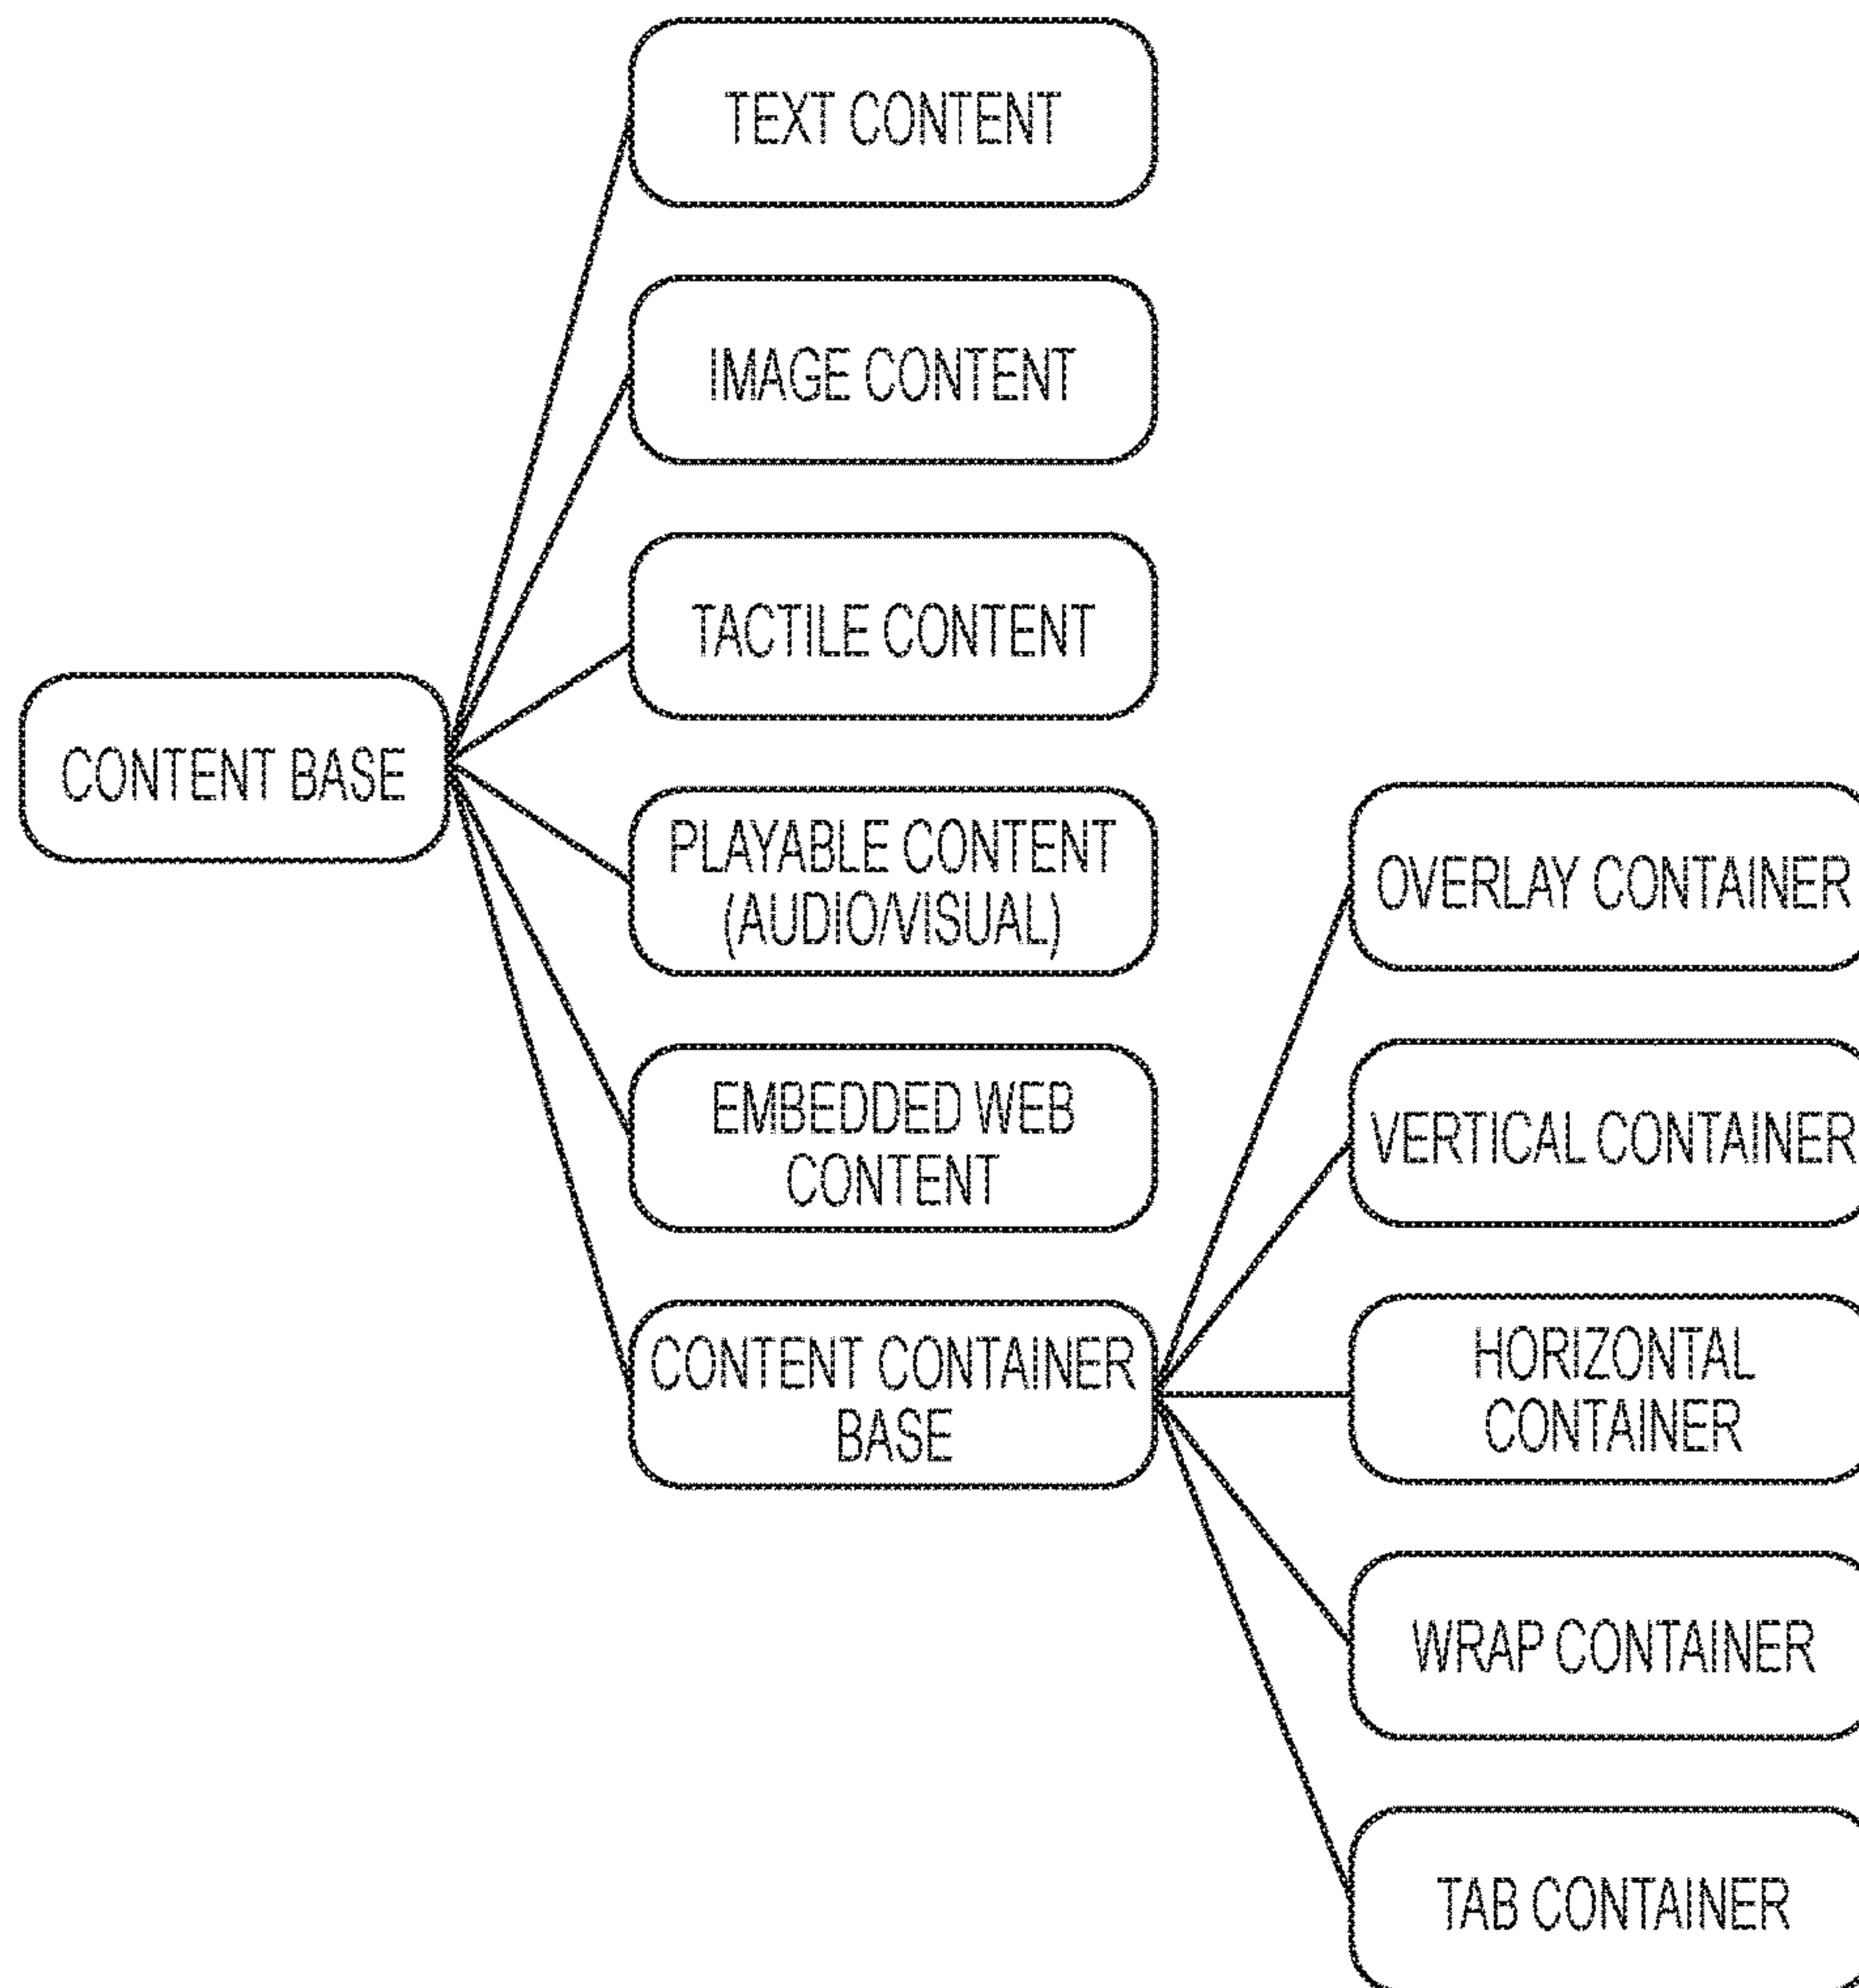 TEXT CONTENT
IMAGE CONTENT
TACTILE CONTENT
CONTENT BASE
PLAYABLE CONTENT
(AUDIO/VISUAL)
EMBEDDED WEB
CONTENT
CONTENT CONTAINER
BASE
OVERLAY CONTAINER
VERTICAL CONTAINER
HORIZONTAL
CONTAINER
WRAP CONTAINER
TAB CONTAINER